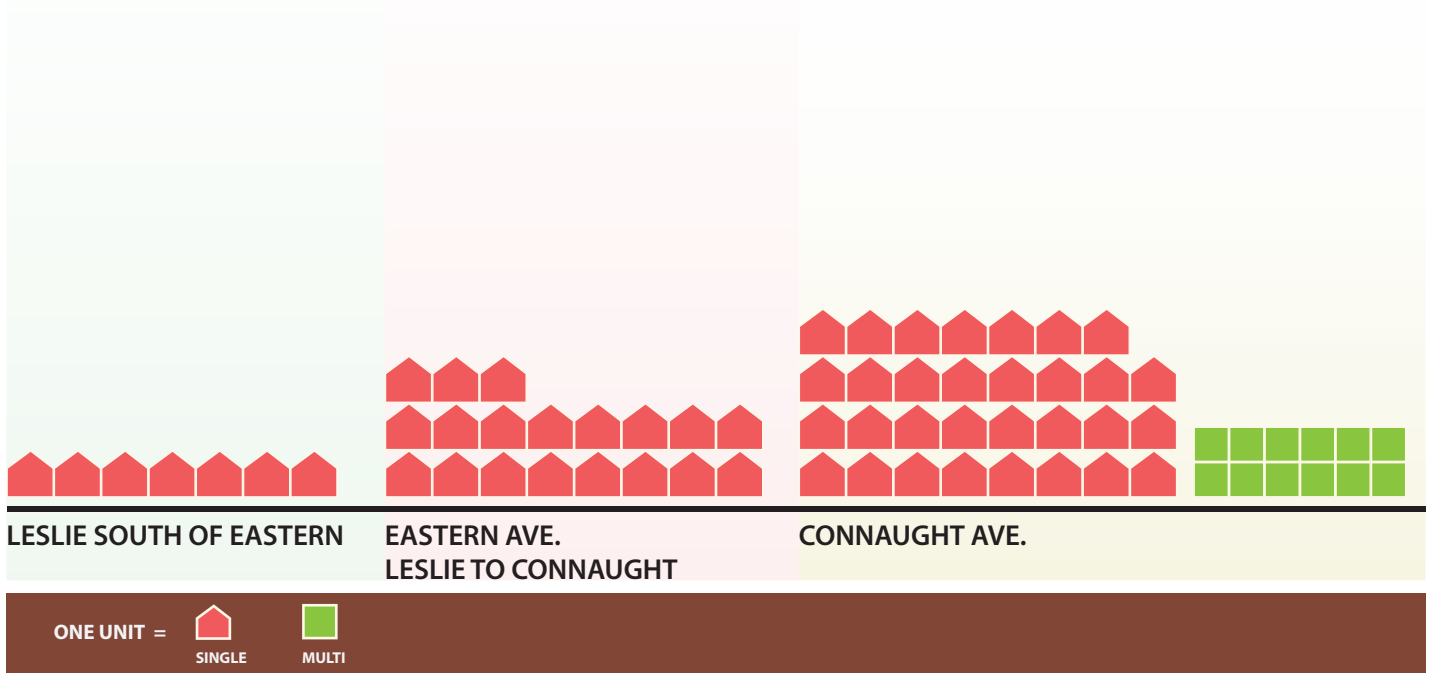 LESLIE SOUTH OF EASTERN
EASTERN AVE.
LESLIE TO CONNAUGHT
CONNAUGHT AVE.
ONE UNIT =
SINGLE
MULTI